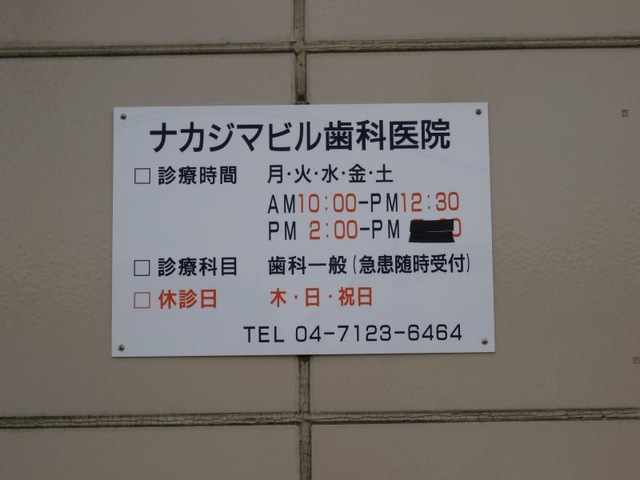 ナカジマビル歯科医院
□ 診療時間 月・火・水・金・土
AM10:00-PM12:30
PM 2:00-PM
□ 診療科目 歯科一般(急患随時受付)
□ 休診日 木・日・祝日
TEL 04-7123-6464